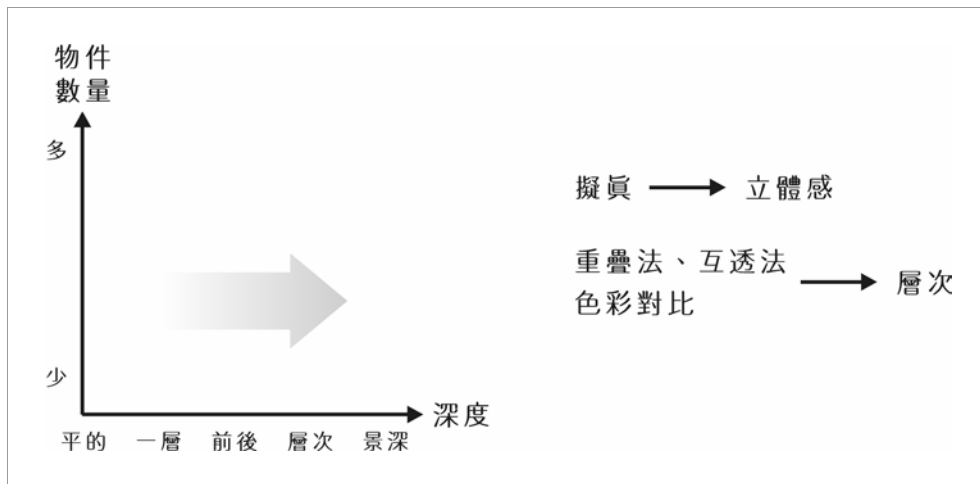 物件
數量
多
少
深度
平的 一層 前後 層次 景深
擬真 立體感
重疊法、互透法
色彩對比
層次